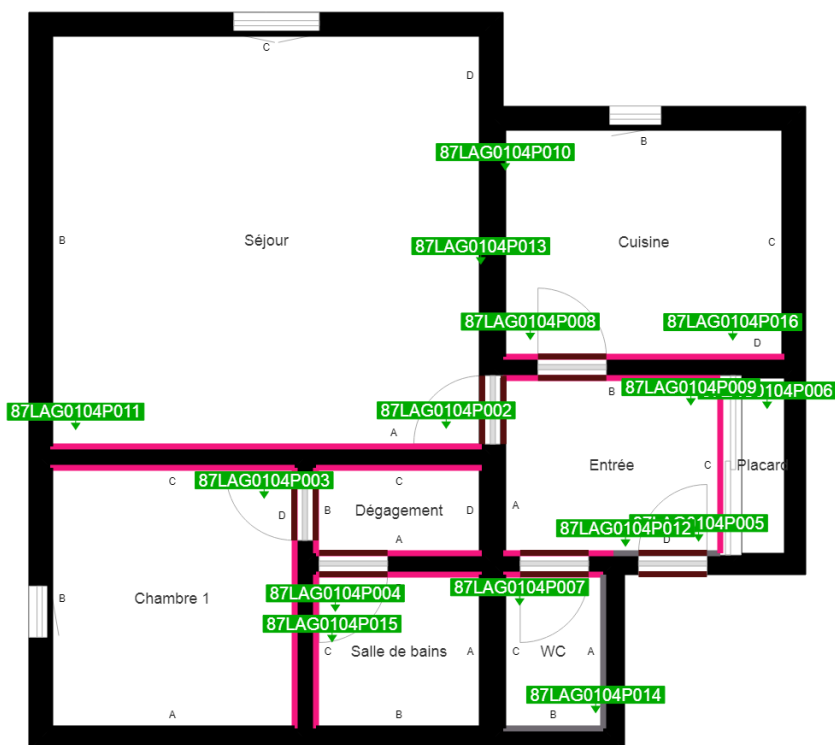 C
D
B
87LAG0104P010
87LAG0104P013
B
Séjour
Cuisine
C
87LAG0104P008
87LAG0104P016
D
87LAG0104P009
P006
87LAG0104P011
87LAG0104P002
A
B
Entrée
C
Placard
C
87LAG0104P003
C
D
B
Dégagement
D
A
A
87LAG0104P012
0104P005
D
B
Chambre 1
87LAG0104P004
87LAG0104P007
87LAG0104P015
C
Salle de bains
A
C
WC
A
87LAG0104P014
A
B
B